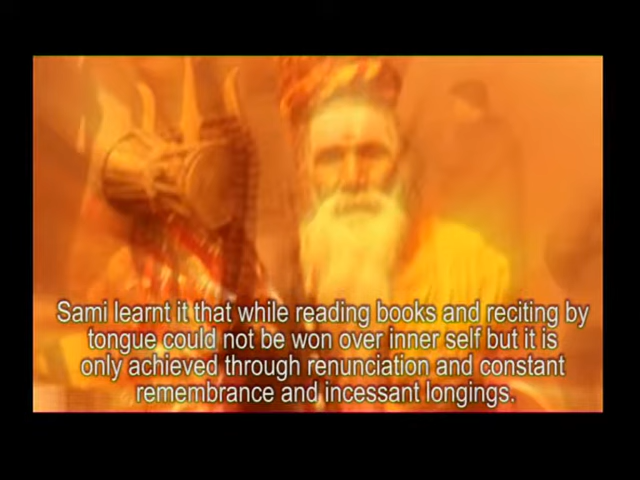 Sami learnt it that while reading books and reciting by
tongue could not be won over inner self but it is
only achieved through renunciation and constant
remembrance and incessant longings.